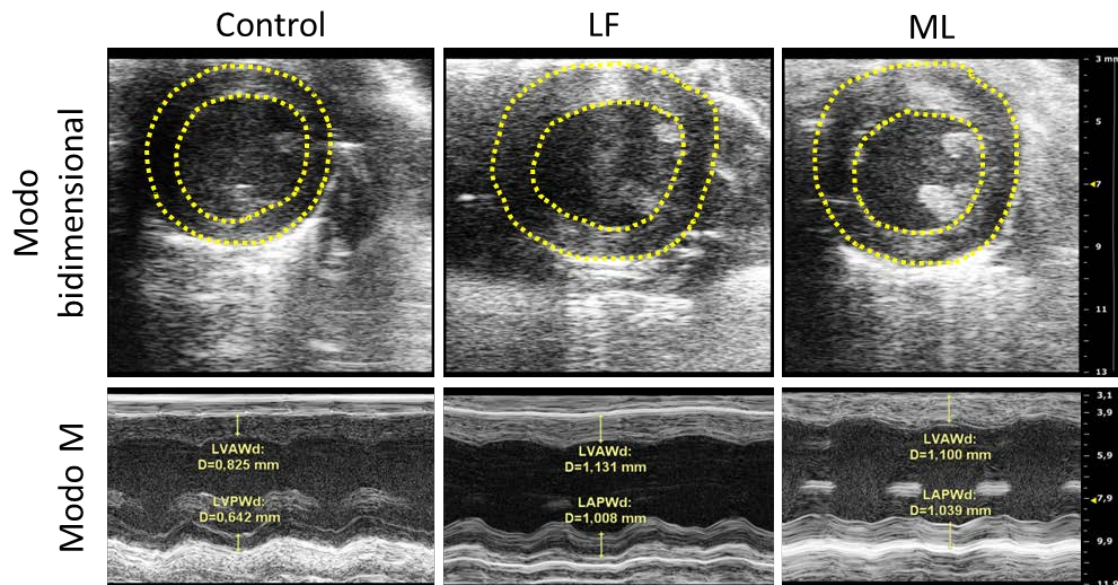 Control
LF
ML
Modo
bidimensional
3 mm
5
7
9
11
13
Modo M
LVAWd:
D=0,825 mm
LVPWd:
D=0,642 mm
LVAWd:
D=1,131 mm
LAPWd:
D=1,008 mm
LVAWd:
D=1,100 mm
LAPWd:
D=1,039 mm
3,1
3,9
5,9
7,9
9,9